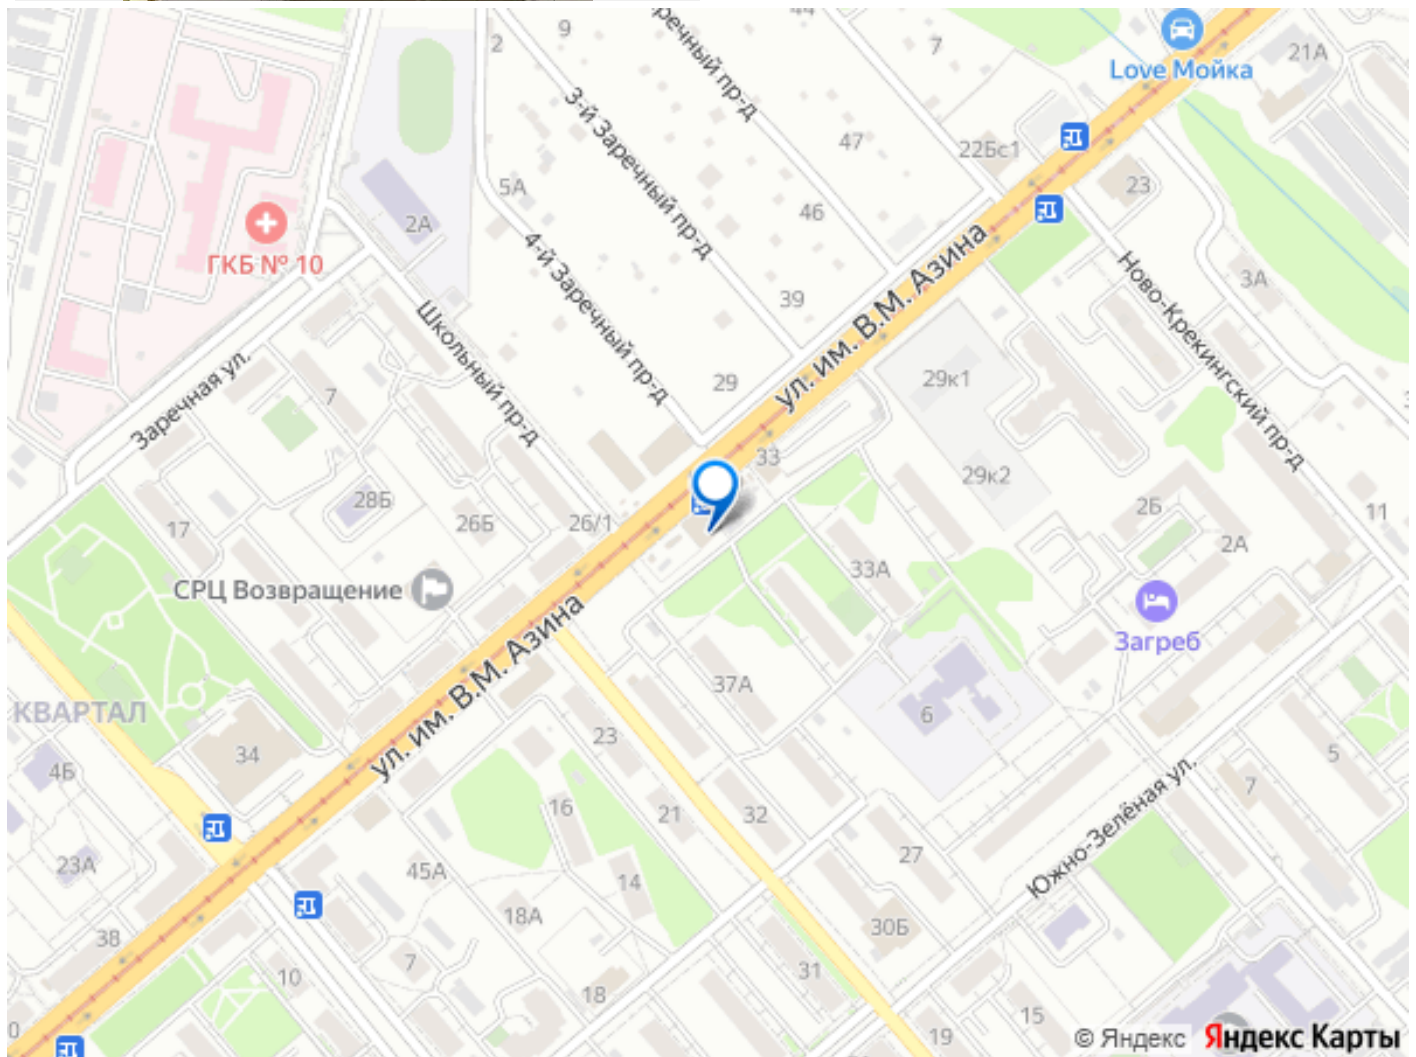 44
9
2
речный пр-д
7
Love Мойка
21А
3-й Заречный пр-д
47
22Бс1
5А
46
23
2А
4-й Заречный пр-д
ГКБ № 10
ул. им. В.М. Азина
Ново-Крекингский пр-д
3А
39
Школьный пр-д
Заречная ул.
7
29
29к1
33
29к2
28Б
17
26Б
26/1
2Б
11
2А
33А
СРЦ Возвращение
Загреб
ул. им. В.М. Азина
37А
6
КВАРТАЛ
34
23
5
4Б
7
16
21
32
Южно-Зелёная ул.
23А
45А
27
14
18А
30Б
38
7
10
31
18
15
19
0
© Яндекс Яндекс Карты